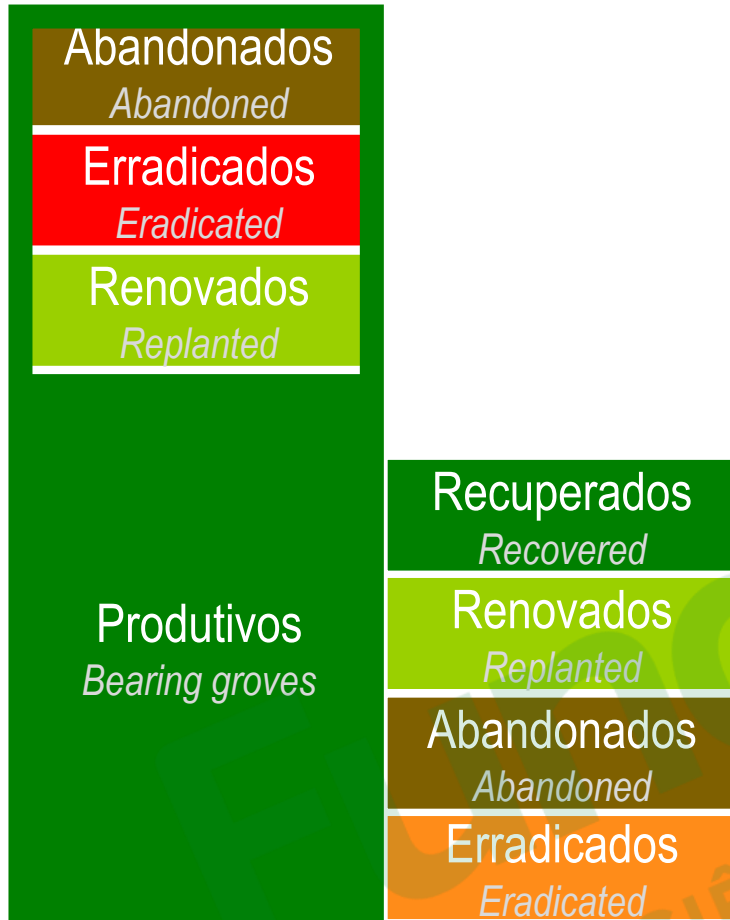 Abandonados
Abandoned
Erradicados
Eradicated
Renovados
Replanted
Produtivos
Bearing groves
Recuperados
Recovered
Renovados
Replanted
Abandonados
Abandoned
Erradicados
Eradicated